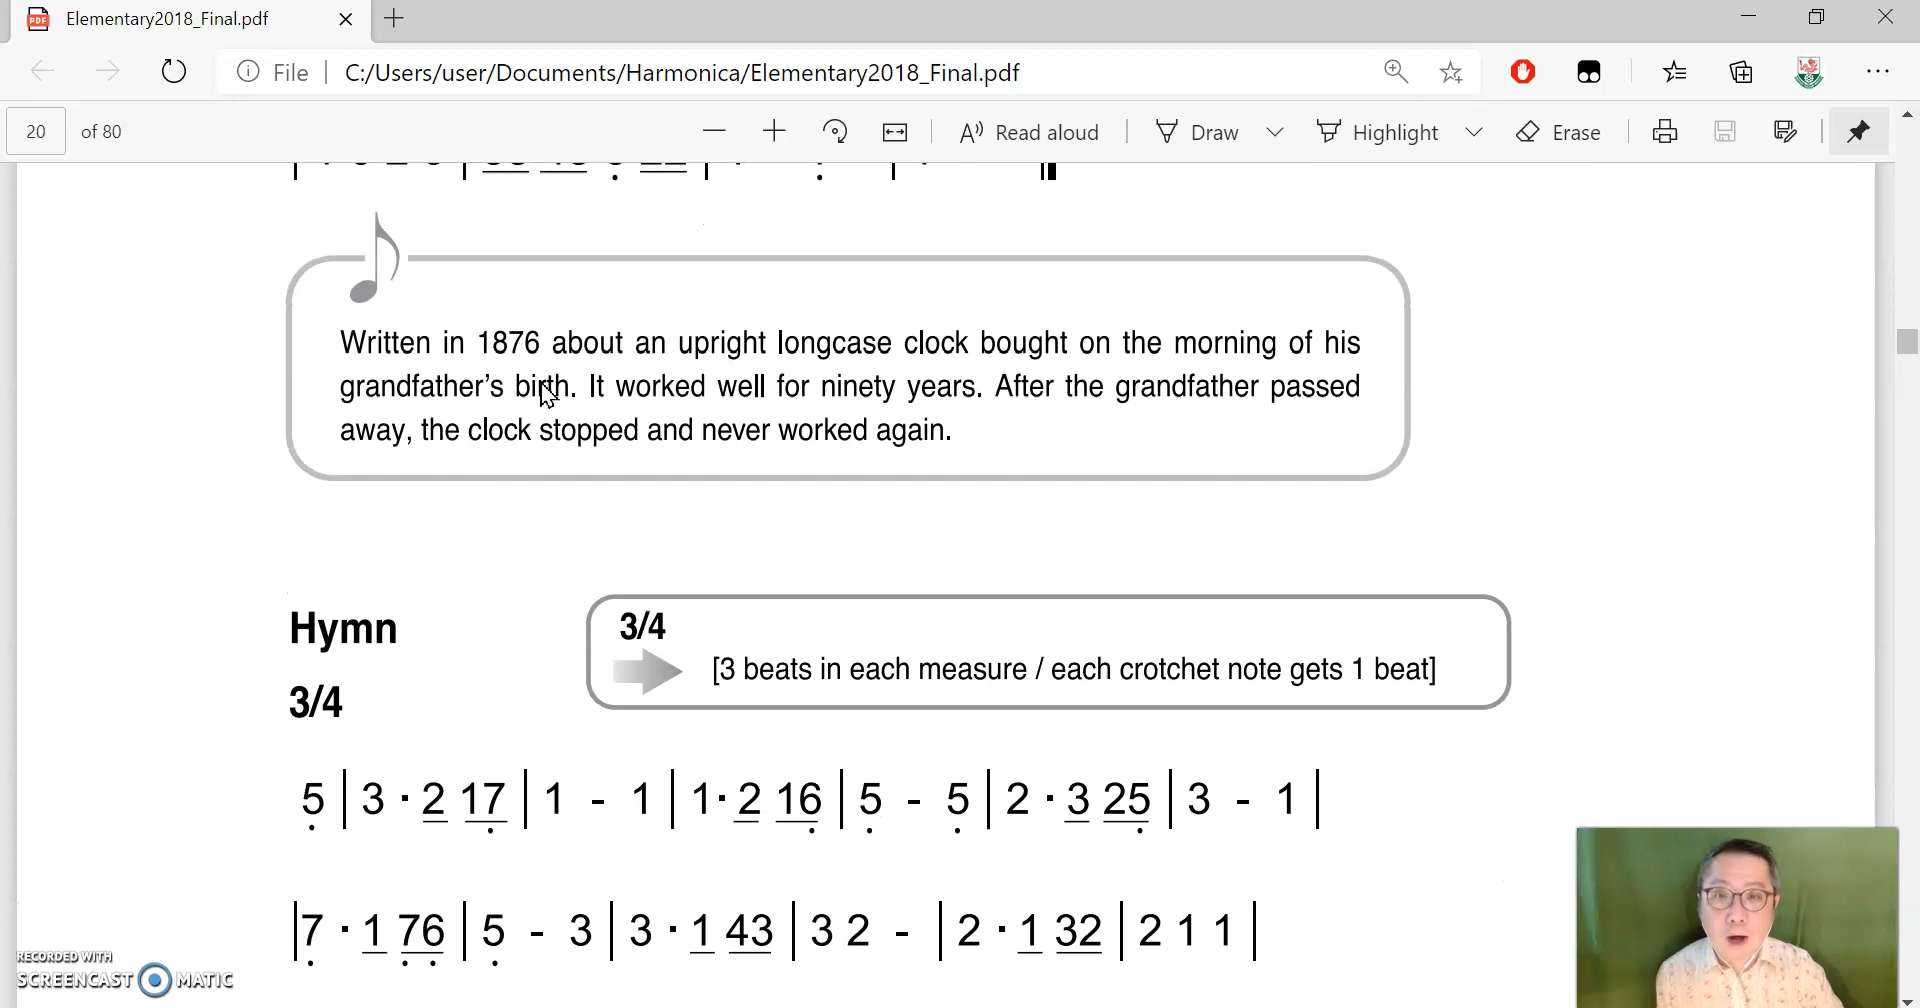 Elementary2018_Final.pdf
File | C:/Users/user/Documents/Harmonica/Elementary2018_Final.pdf
20 of 80 Read aloud Draw Highlight Erase
Written in 1876 about an upright longcase clock bought on the morning of his
grandfather's birth. It worked well for ninety years. After the grandfather passed
away, the clock stopped and never worked again.
Hymn
3/4
[3 beats in each measure / each crotchet note gets 1 beat]
3/4
5 | 3 · 2 17 | 1 - 1 | 1 · 2 16 | 5 - 5 | 2 · 3 25 | 3 - 1 |
| 7 · 1 76 | 5 - 3 | 3 · 1 43 | 3 2 - | 2 · 1 32 | 2 1 1 |
RECORDED WITH
SCREENCAST MATIC